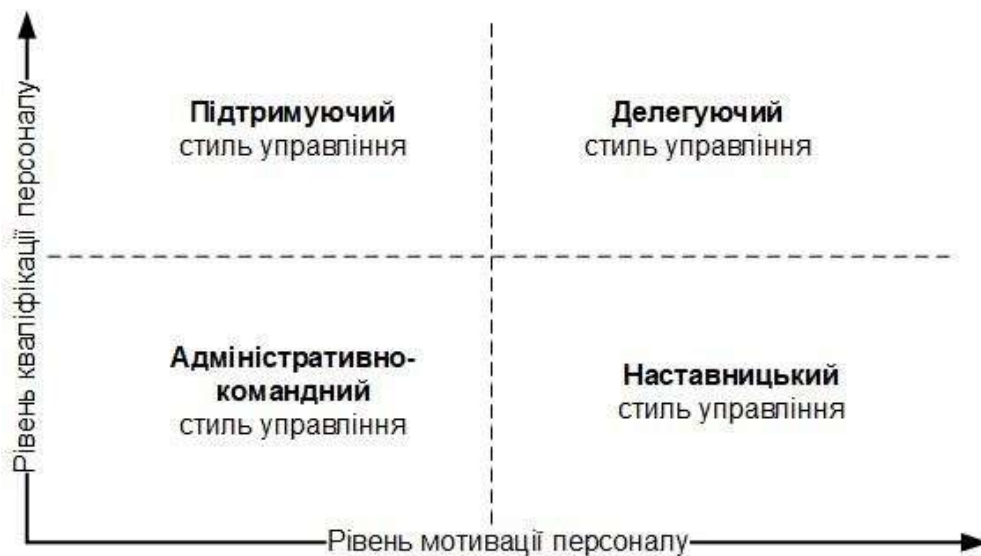 Рівень кваліфікації персоналу
Підтримуючий
стиль управління
Делегуючий
стиль управління
Адміністративно-
командний
стиль управління
Наставницький
стиль управління
Рівень мотивації персоналу